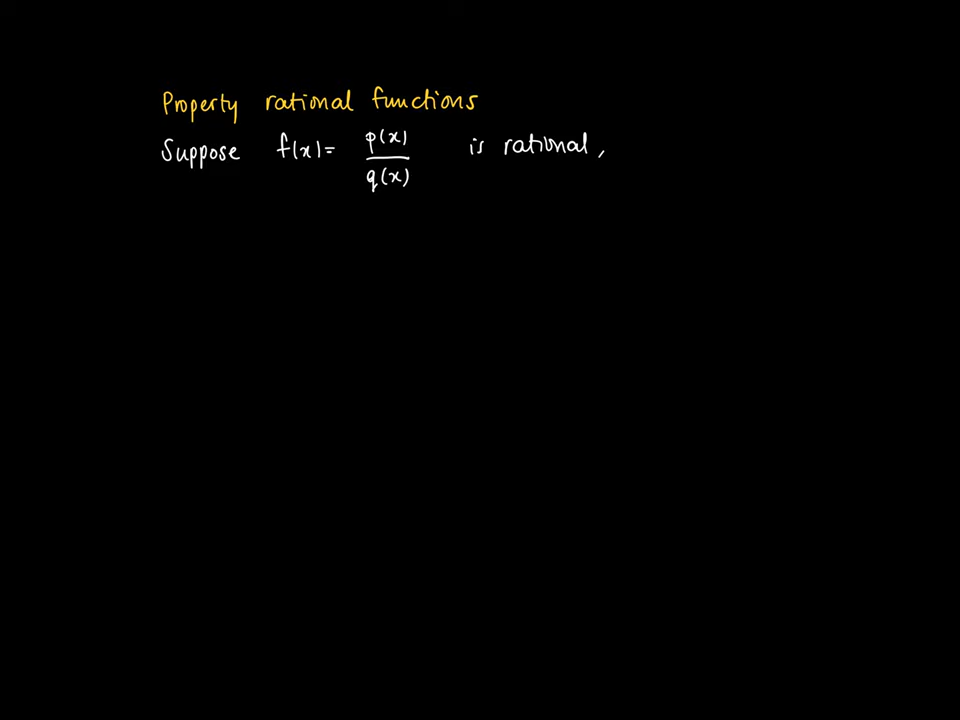 Property rational functions
Suppose f(x) = p(x)/q(x) is rational,